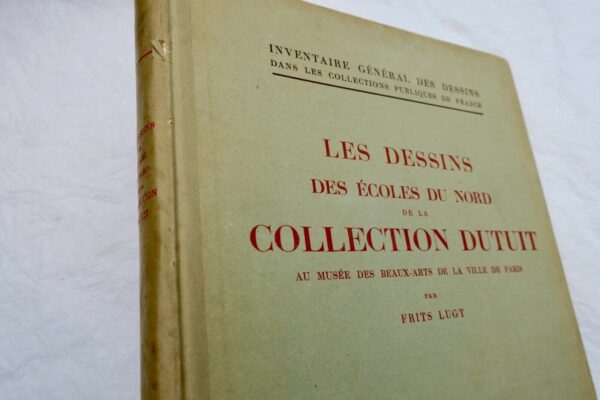 INVENTAIRE GÉNÉRAL DES DESSINS
DANS LES COLLECTIONS PUBLIQUES DE FRANCE
LES DESSINS
DES ÉCOLES DU NORD
DE LA
COLLECTION DUTUIT
AU MUSÉE DES BEAUX-ARTS DE LA VILLE DE PARIS
PAR
FRITS LUGT